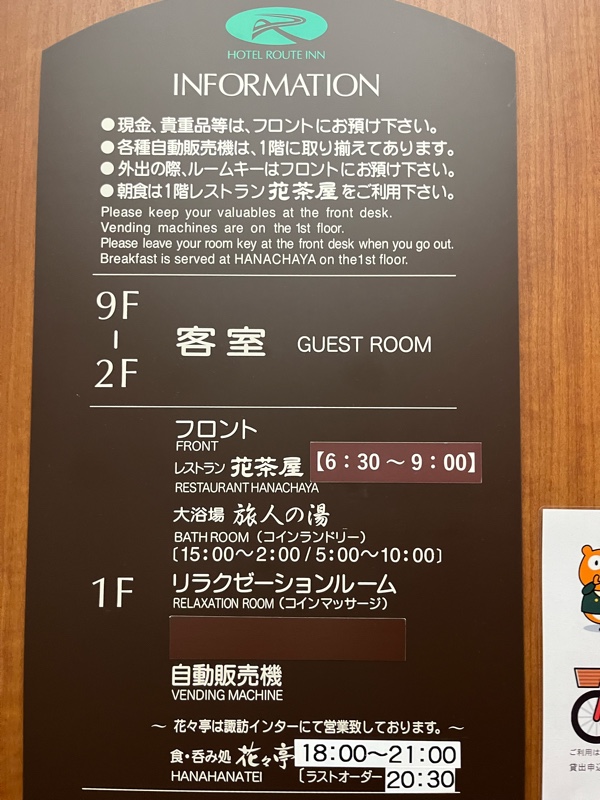 HOTEL ROUTE INN
INFORMATION
●現金、貴重品等は、フロントにお預け下さい。
●各種自動販売機は、1階に取り揃えてあります。
●外出の際、ルームキーはフロントにお預け下さい。
●朝食は1階レストラン花茶屋をご利用下さい。
Please keep your valuables at the front desk.
Vending machines are on the 1st floor.
Please leave your room key at the front desk when you go out.
Breakfast is served at HANACHAYA on the1st floor.
9F
-
2F
客室 GUEST ROOM
フロント
FRONT
レストラン 花茶屋【6：30～9：00】
RESTAURANT HANACHAYA
大浴場 旅人の湯
BATH ROOM（コインランドリー）
〔15:00～2:00/5:00～10:00〕
1F
リラクゼーションルーム
RELAXATION ROOM（コインマッサージ）
自動販売機
VENDING MACHINE
～ 花々亭は諏訪インターにて営業致しております。～
食・呑み処 花々亭 18:00～21:00
HANAHANATEI 〔ラストオーダー 20:30
ご利用は
貸出申込